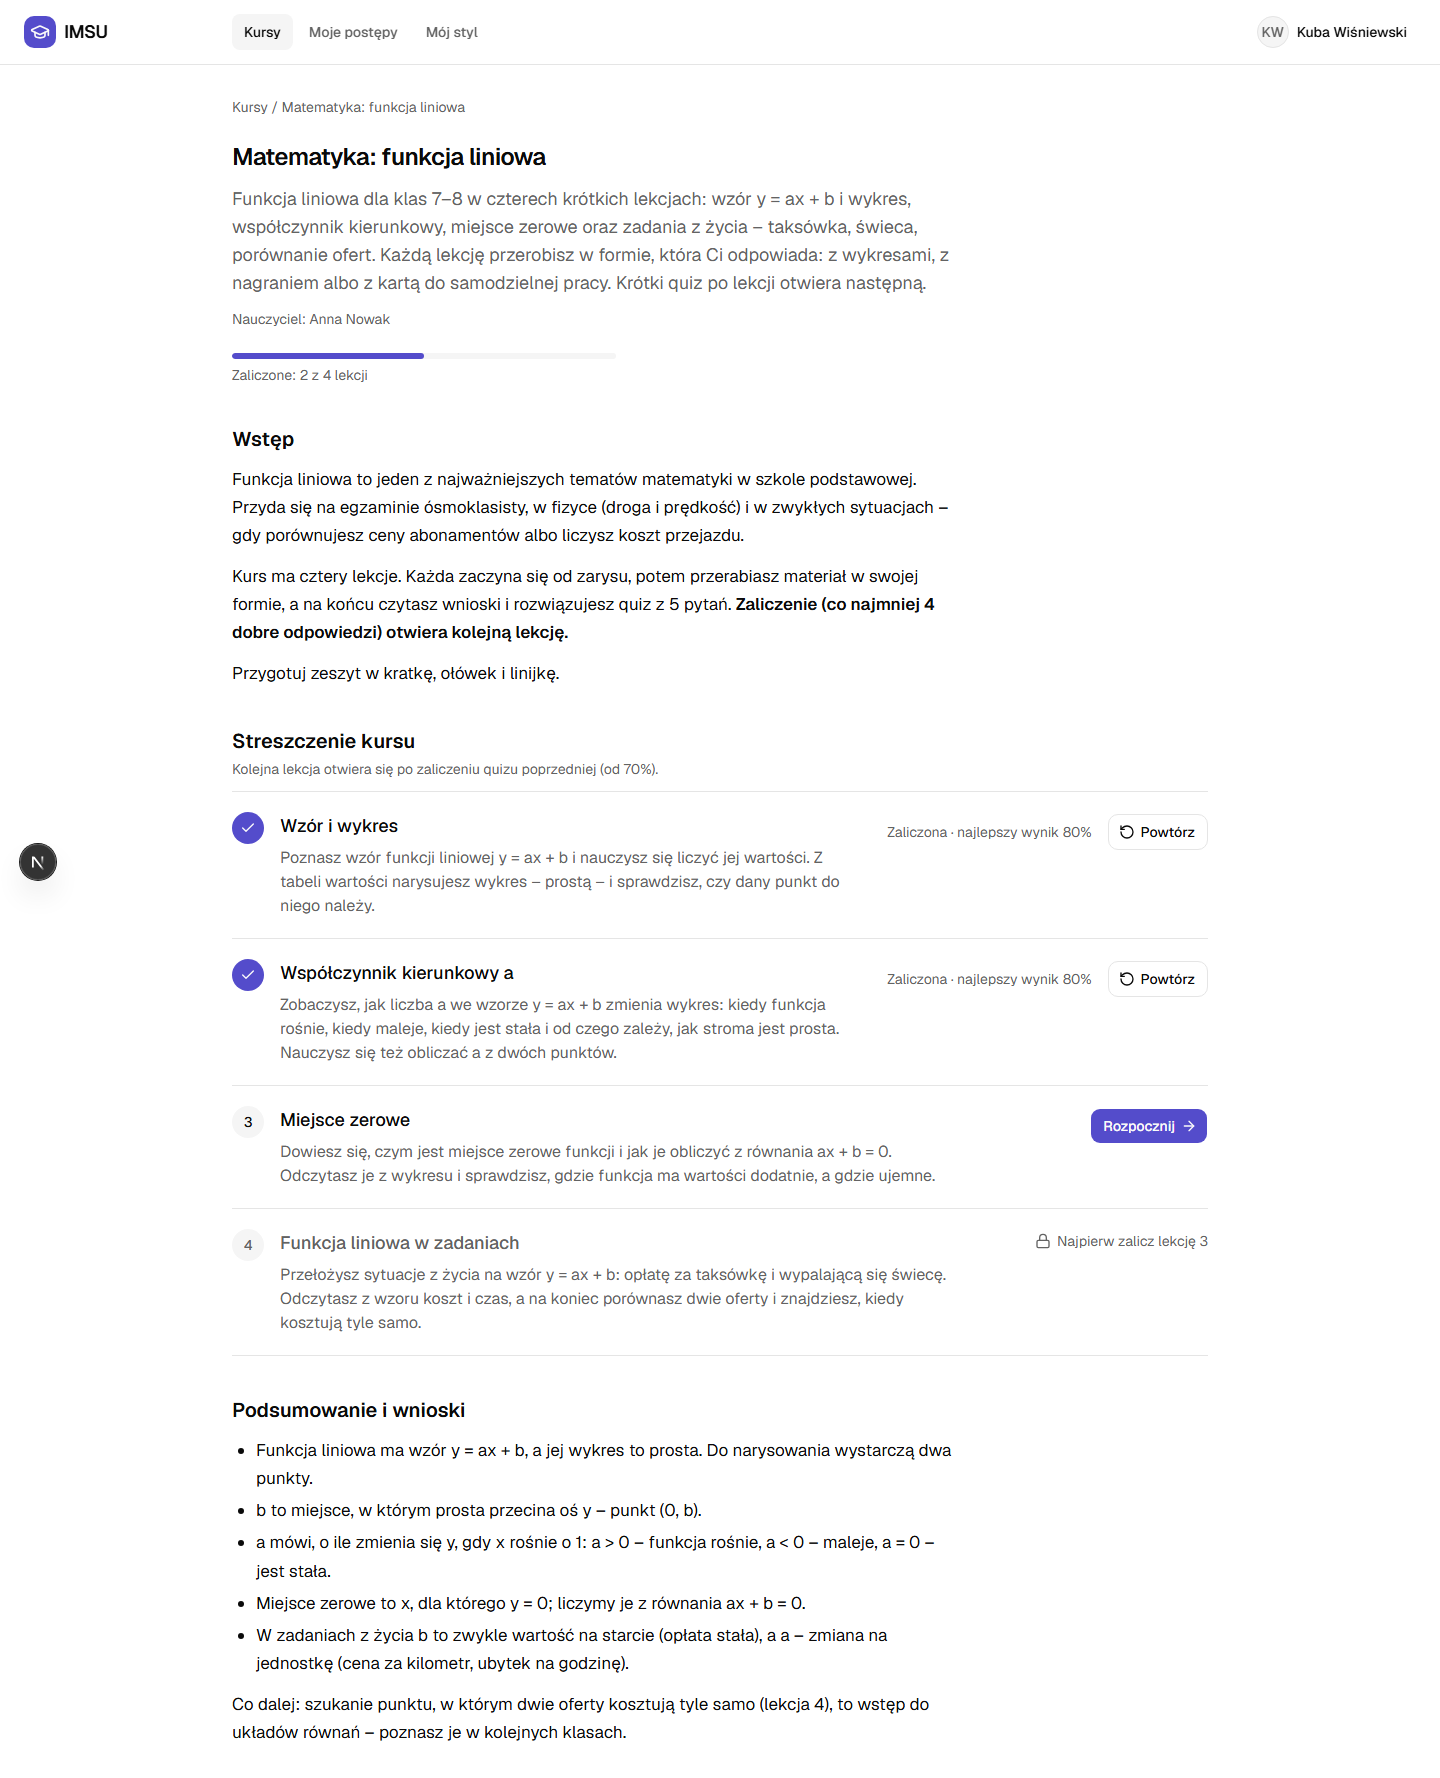 IMSU
Kursy
Moje postępy
Mój styl
KW
Kuba Wiśniewski
Kursy / Matematyka: funkcja liniowa
Matematyka: funkcja liniowa
Funkcja liniowa dla klas 7–8 w czterech krótkich lekcjach: wzór y = ax + b i wykres,
współczynnik kierunkowy, miejsce zerowe oraz zadania z życia – taksówka, świeca,
porównanie ofert. Każdą lekcję przerobisz w formie, która Ci odpowiada: z wykresami, z
nagraniem albo z kartą do samodzielnej pracy. Krótki quiz po lekcji otwiera następną.
Nauczyciel: Anna Nowak
Zaliczone: 2 z 4 lekcji
Wstęp
Funkcja liniowa to jeden z najważniejszych tematów matematyki w szkole podstawowej.
Przyda się na egzaminie ósmoklasisty, w fizyce (droga i prędkość) i w zwykłych sytuacjach –
gdy porównujesz ceny abonamentów albo liczysz koszt przejazdu.
Kurs ma cztery lekcje. Każda zaczyna się od zarysu, potem przerabiasz materiał w swojej
formie, a na końcu czytasz wnioski i rozwiązujesz quiz z 5 pytań. Zaliczenie (co najmniej 4
dobre odpowiedzi) otwiera kolejną lekcję.
Przygotuj zeszyt w kratkę, ołówek i linijkę.
Streszczenie kursu
Kolejna lekcja otwiera się po zaliczeniu quizu poprzedniej (od 70%).
Wzór i wykres
Zaliczona · najlepszy wynik 80%
Powtórz
Poznasz wzór funkcji liniowej y = ax + b i nauczysz się liczyć jej wartości. Z
tabeli wartości narysujesz wykres – prostą – i sprawdzisz, czy dany punkt do
niego należy.
Współczynnik kierunkowy a
Zaliczona · najlepszy wynik 80%
Powtórz
Zobaczysz, jak liczba a we wzorze y = ax + b zmienia wykres: kiedy funkcja
rośnie, kiedy maleje, kiedy jest stała i od czego zależy, jak stroma jest prosta.
Nauczysz się też obliczać a z dwóch punktów.
3
Miejsce zerowe
Rozpocznij
Dowiesz się, czym jest miejsce zerowe funkcji i jak je obliczyć z równania ax + b = 0.
Odczytasz je z wykresu i sprawdzisz, gdzie funkcja ma wartości dodatnie, a gdzie ujemne.
4
Funkcja liniowa w zadaniach
Najpierw zalicz lekcję 3
Przełożysz sytuacje z życia na wzór y = ax + b: opłatę za taksówkę i wypalającą się świecę.
Odczytasz z wzoru koszt i czas, a na koniec porównasz dwie oferty i znajdziesz, kiedy
kosztują tyle samo.
N
Podsumowanie i wnioski
• Funkcja liniowa ma wzór y = ax + b, a jej wykres to prosta. Do narysowania wystarczą dwa
punkty.
• b to miejsce, w którym prosta przecina oś y – punkt (0, b).
• a mówi, o ile zmienia się y, gdy x rośnie o 1: a > 0 – funkcja rośnie, a < 0 – maleje, a = 0 –
jest stała.
• Miejsce zerowe to x, dla którego y = 0; liczymy je z równania ax + b = 0.
• W zadaniach z życia b to zwykle wartość na starcie (opłata stała), a a – zmiana na
jednostkę (cena za kilometr, ubytek na godzinę).
Co dalej: szukanie punktu, w którym dwie oferty kosztują tyle samo (lekcja 4), to wstęp do
układów równań – poznasz je w kolejnych klasach.